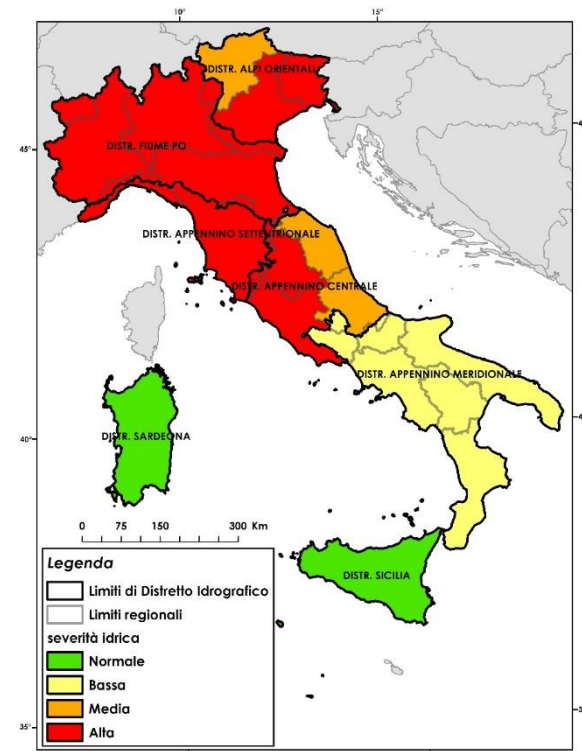 10°
15°
DISTR. ALPI ORIENTALI
45°
DISTR. FIUME PO
DISTR. APPENNINO SETTENTRIONALE
DISTR. APPENNINO CENTRALE
DISTR. APPENNINO MERIDIONALE
40°
DISTR. SARDEGNA
0 75 150 300 Km
DISTR. SICILIA
Legenda
Limiti di Distretto Idrografico
Limiti regionali
severità idrica
Normale
Bassa
Media
Alta
35°